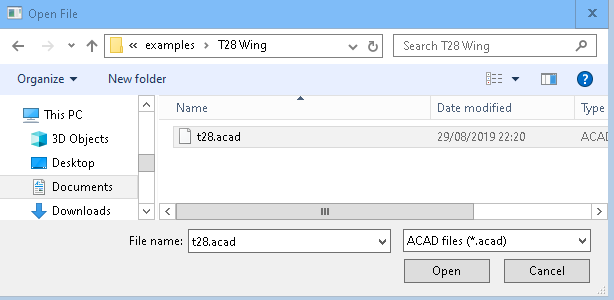 Open File
« examples > T28 Wing
Search T28 Wing
Organize
New folder
?
This PC
3D Objects
Desktop
Documents
Downloads
Name
Date modified
Type
t28.acad
29/08/2019 22:20
ACAD
File name:
t28.acad
ACAD files (*.acad)
Open
Cancel